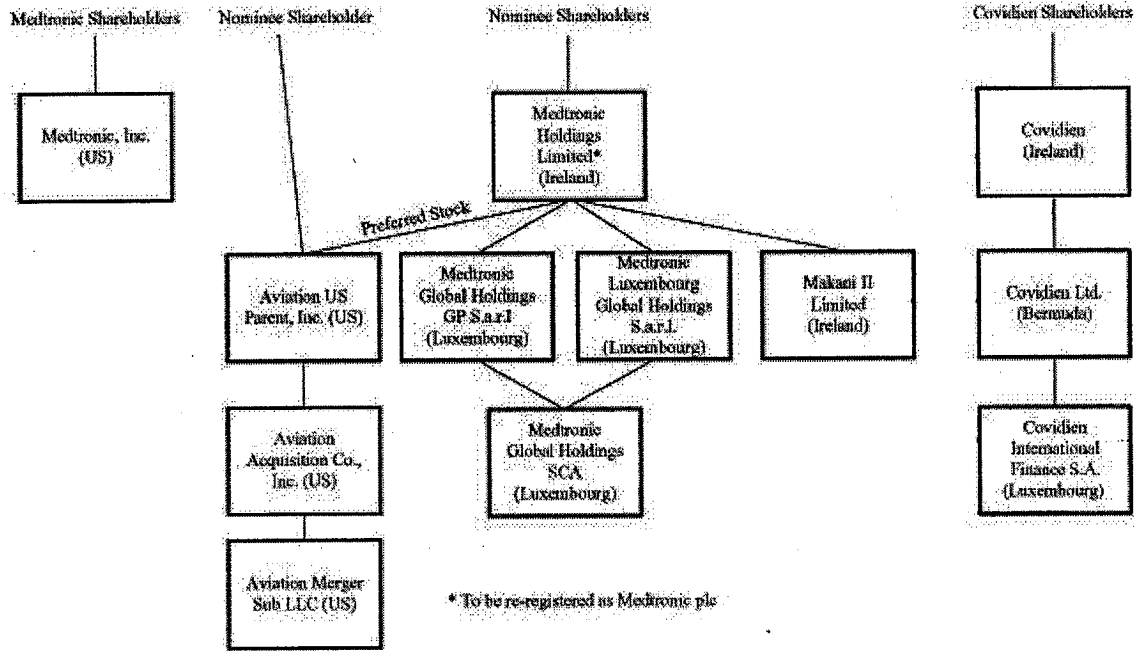 Medtronic Shareholders
Nominee Shareholder
Nominee Shareholders
Covidien Shareholders
Medtronic, Inc.
(US)
Medtronic
Holdings
Limited*
(Ireland)
Covidien
(Ireland)
Preferred Stock
Aviation US
Parent, Inc. (US)
Medtronic
Global Holdings
GP S.a.r.l
(Luxembourg)
Medtronic
Luxembourg
Global Holdings
S.a.r.l.
(Luxembourg)
Makani II
Limited
(Ireland)
Covidien Ltd.
(Bermuda)
Aviation
Acquisition Co.,
Inc. (US)
Medtronic
Global Holdings
SCA
(Luxembourg)
Covidien
International
Finance S.A.
(Luxembourg)
Aviation Merger
Sub LLC (US)
* To be re-registered as Medtronic plc